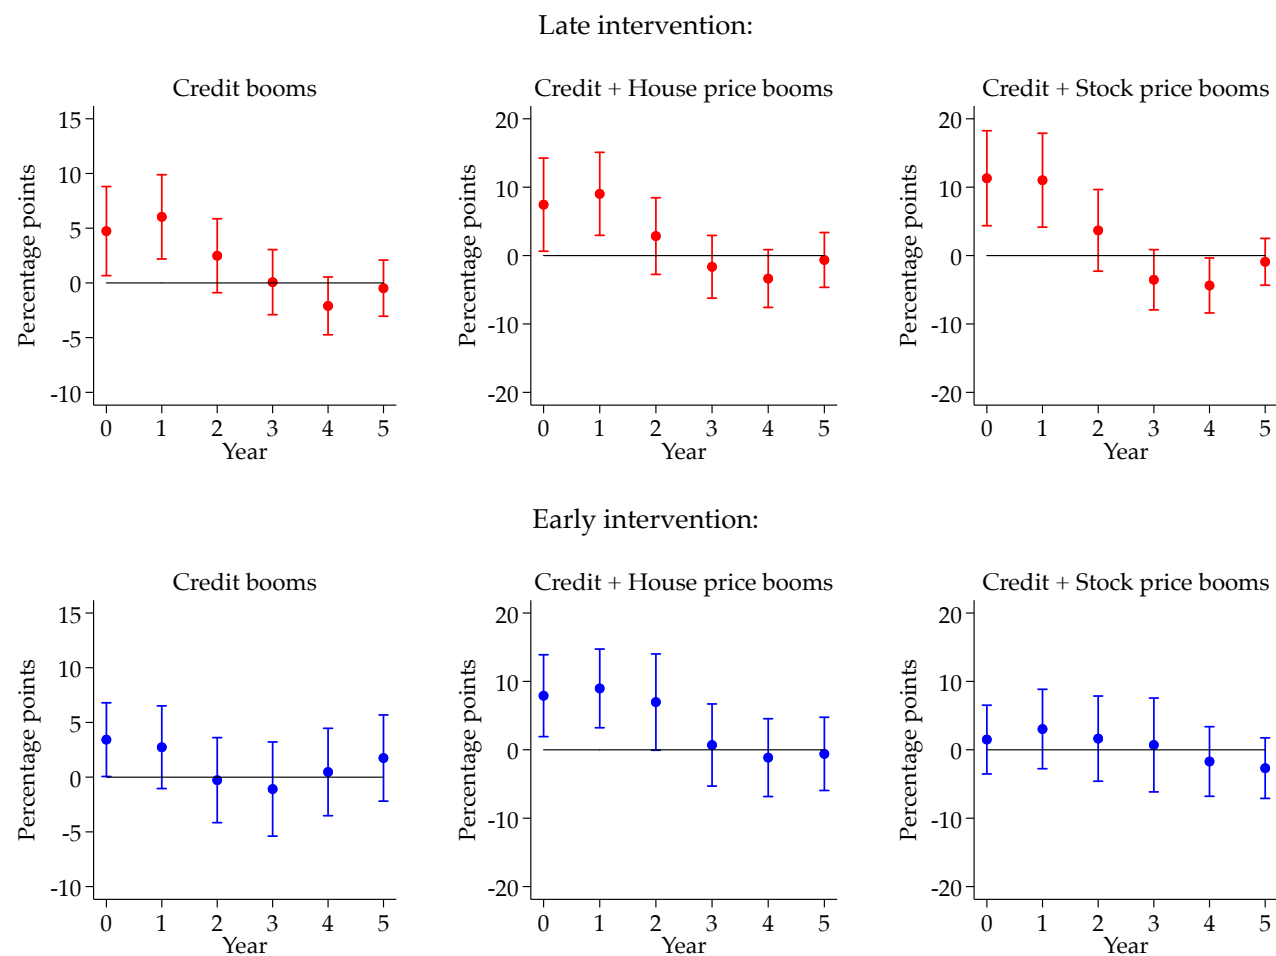 Late intervention:
Credit booms
Credit + House price booms
Credit + Stock price booms
Percentage points
15
10
5
0
-5
-10
0 1 2 3 4 5
Year
Percentage points
20
10
0
-10
-20
0 1 2 3 4 5
Year
Percentage points
20
10
0
-10
-20
0 1 2 3 4 5
Year
Early intervention:
Credit booms
Credit + House price booms
Credit + Stock price booms
Percentage points
15
10
5
0
-5
-10
0 1 2 3 4 5
Year
Percentage points
20
10
0
-10
-20
0 1 2 3 4 5
Year
Percentage points
20
10
0
-10
-20
0 1 2 3 4 5
Year